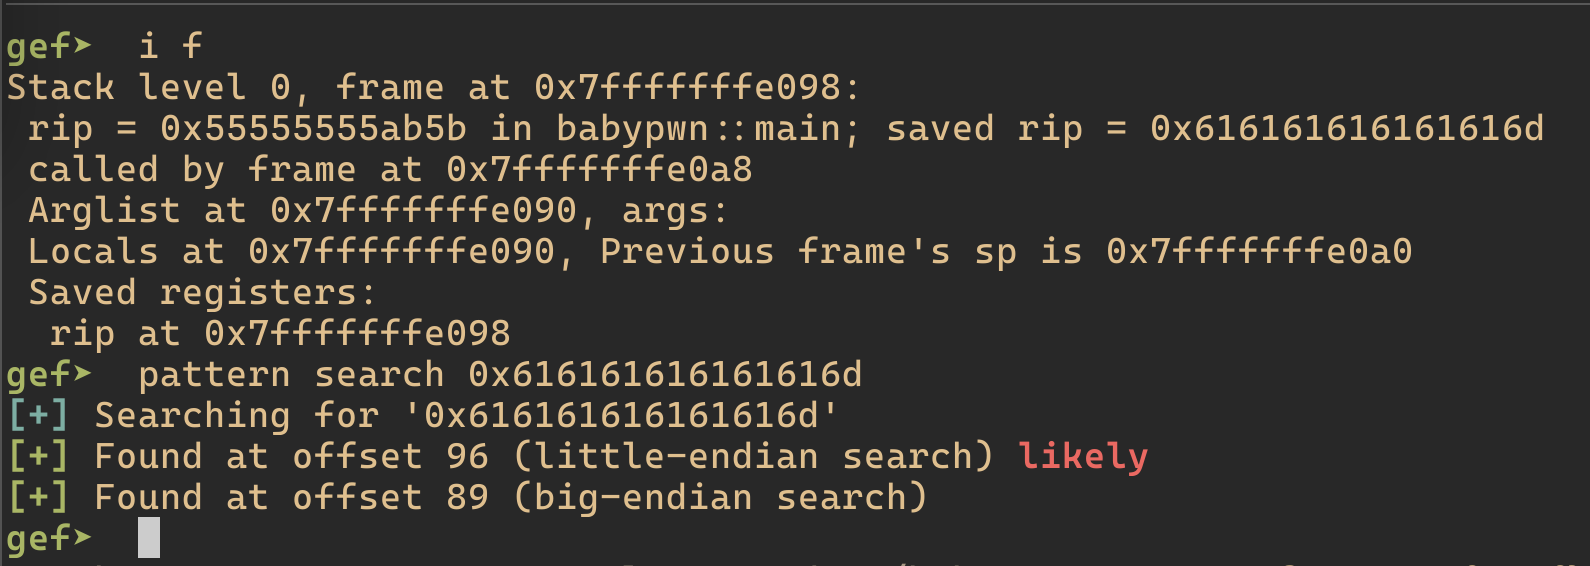 gef➤  i f
Stack level 0, frame at 0x7fffffffe098:
 rip = 0x55555555ab5b in babypwn::main; saved rip = 0x616161616161616d
 called by frame at 0x7fffffffe0a8
 Arglist at 0x7fffffffe090, args:
 Locals at 0x7fffffffe090, Previous frame's sp is 0x7fffffffe0a0
 Saved registers:
  rip at 0x7fffffffe098
gef➤  pattern search 0x616161616161616d
[+] Searching for '0x616161616161616d'
[+] Found at offset 96 (little-endian search) likely
[+] Found at offset 89 (big-endian search)
gef➤